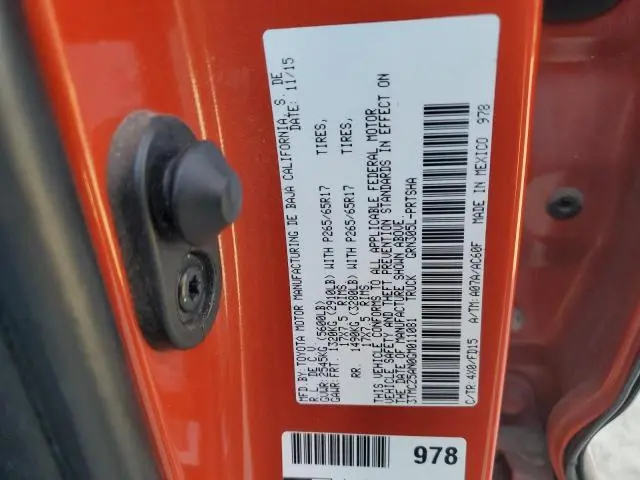 MFD.BY:TOYOTA MOTOR MANUFACTURING DE BAJA CALIFORNIA, S. DE
R. L. DE C. V. DATE: 11/15
GVWR:2545KG(5600LB)
GAWR:FRT. 1320KG (2910LB) WITH P265/65R17 TIRES,
17X7.5 RIMS,
RR. 1490KG (3280LB) WITH P265/65R17 TIRES,
17X7.5 RIMS,
THIS VEHICLE CONFORMS TO ALL APPLICABLE FEDERAL MOTOR
VEHICLE SAFETY AND THEFT PREVENTION STANDARDS IN EFFECT ON
THE DATE OF MANUFACTURE SHOWN ABOVE.
3TMCZ5AN0GM011081 TRUCK GRN305L-PRTSHA
C/TR:4X0/FD15 A/TM:A07A/AC60F MADE IN MEXICO 978
978